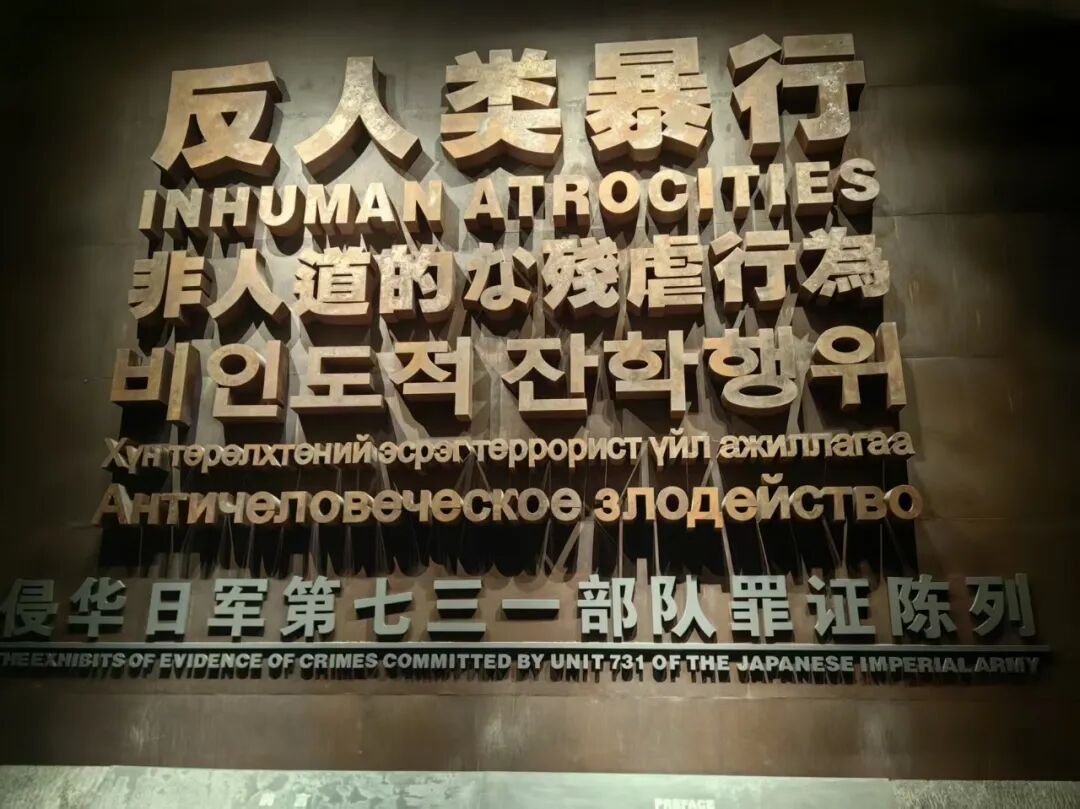 反人类暴行
INHUMAN ATROCITIES
非人道的な殘虐行為
비인도적 잔학행위
Хүн төрөлхтөний эсрэг террорист үйл ажиллагаа
Античеловеческое злодейство
侵华日军第七三一部队罪证陈列
THE EXHIBITS OF EVIDENCE OF CRIMES COMMITTED BY UNIT 731 OF THE JAPANESE IMPERIAL ARMY
PREFACE